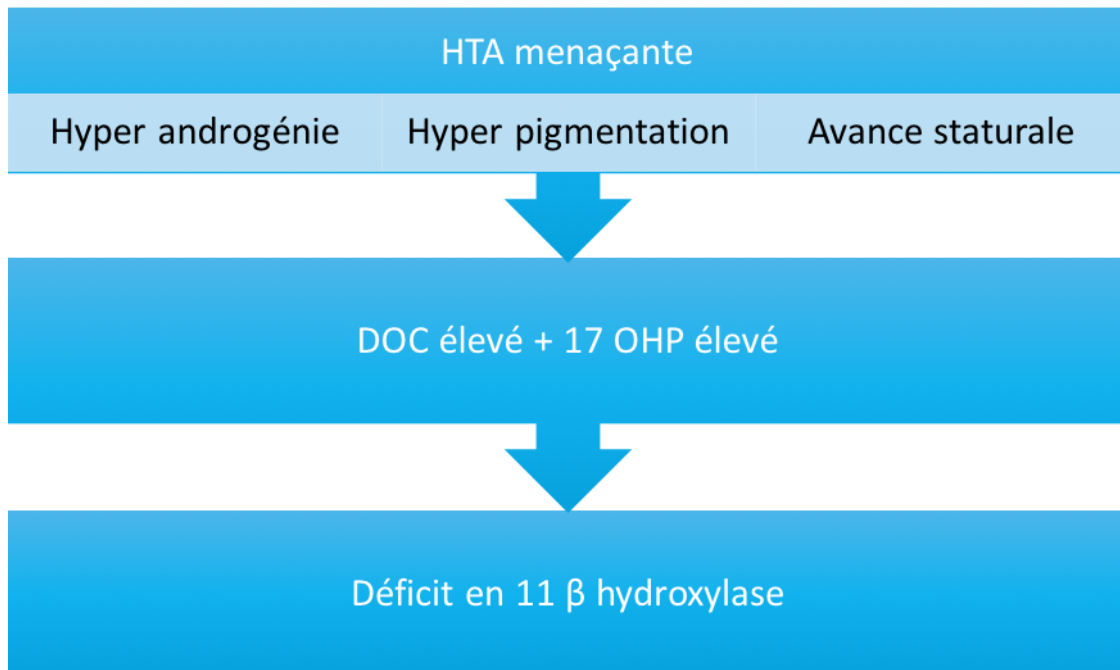 HTA menaçante
Hyper androgénie
Hyper pigmentation
Avance staturale
DOC élevé + 17 OHP élevé
Déficit en 11 β hydroxylase